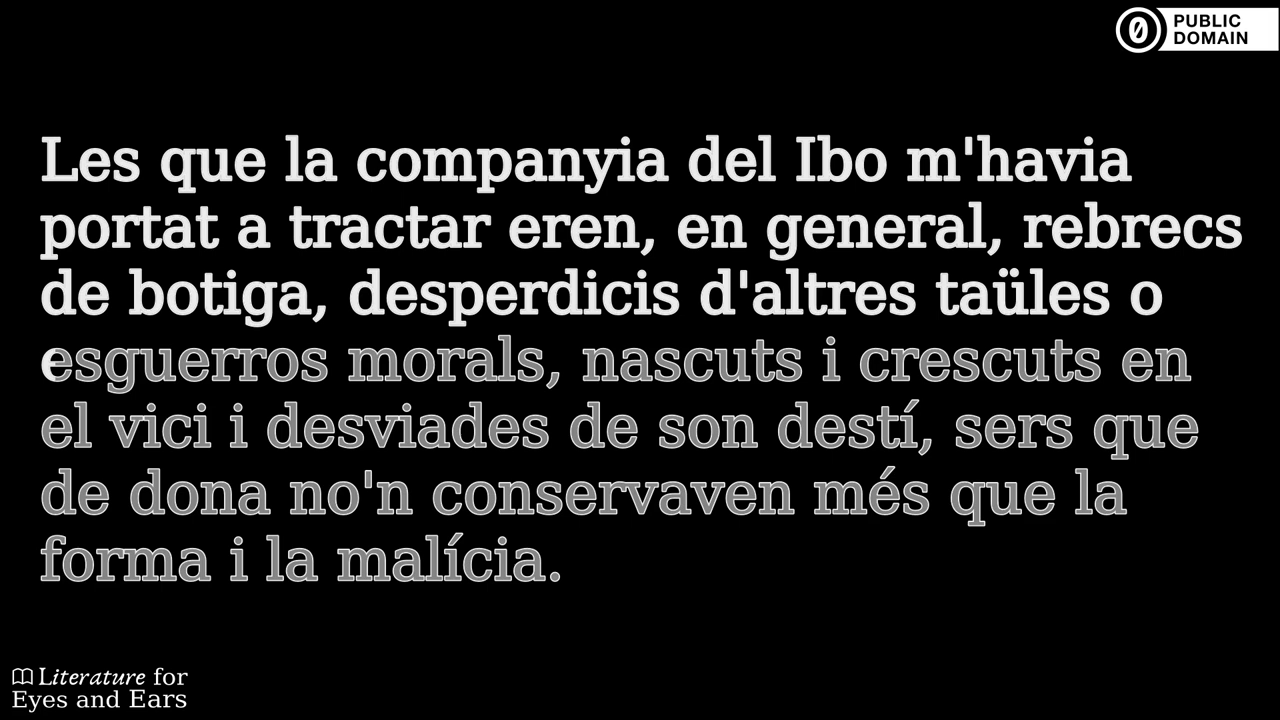 PUBLIC
DOMAIN
Les que la companyia del Ibo m'havia
portat a tractar eren, en general, rebrecs
de botiga, desperdicis d'altres taüles o
esguerros morals, nascuts i crescuts en
el vici i desviades de son destí, sers que
de dona no'n conservaven més que la
forma i la malícia.
Literature for
Eyes and Ears